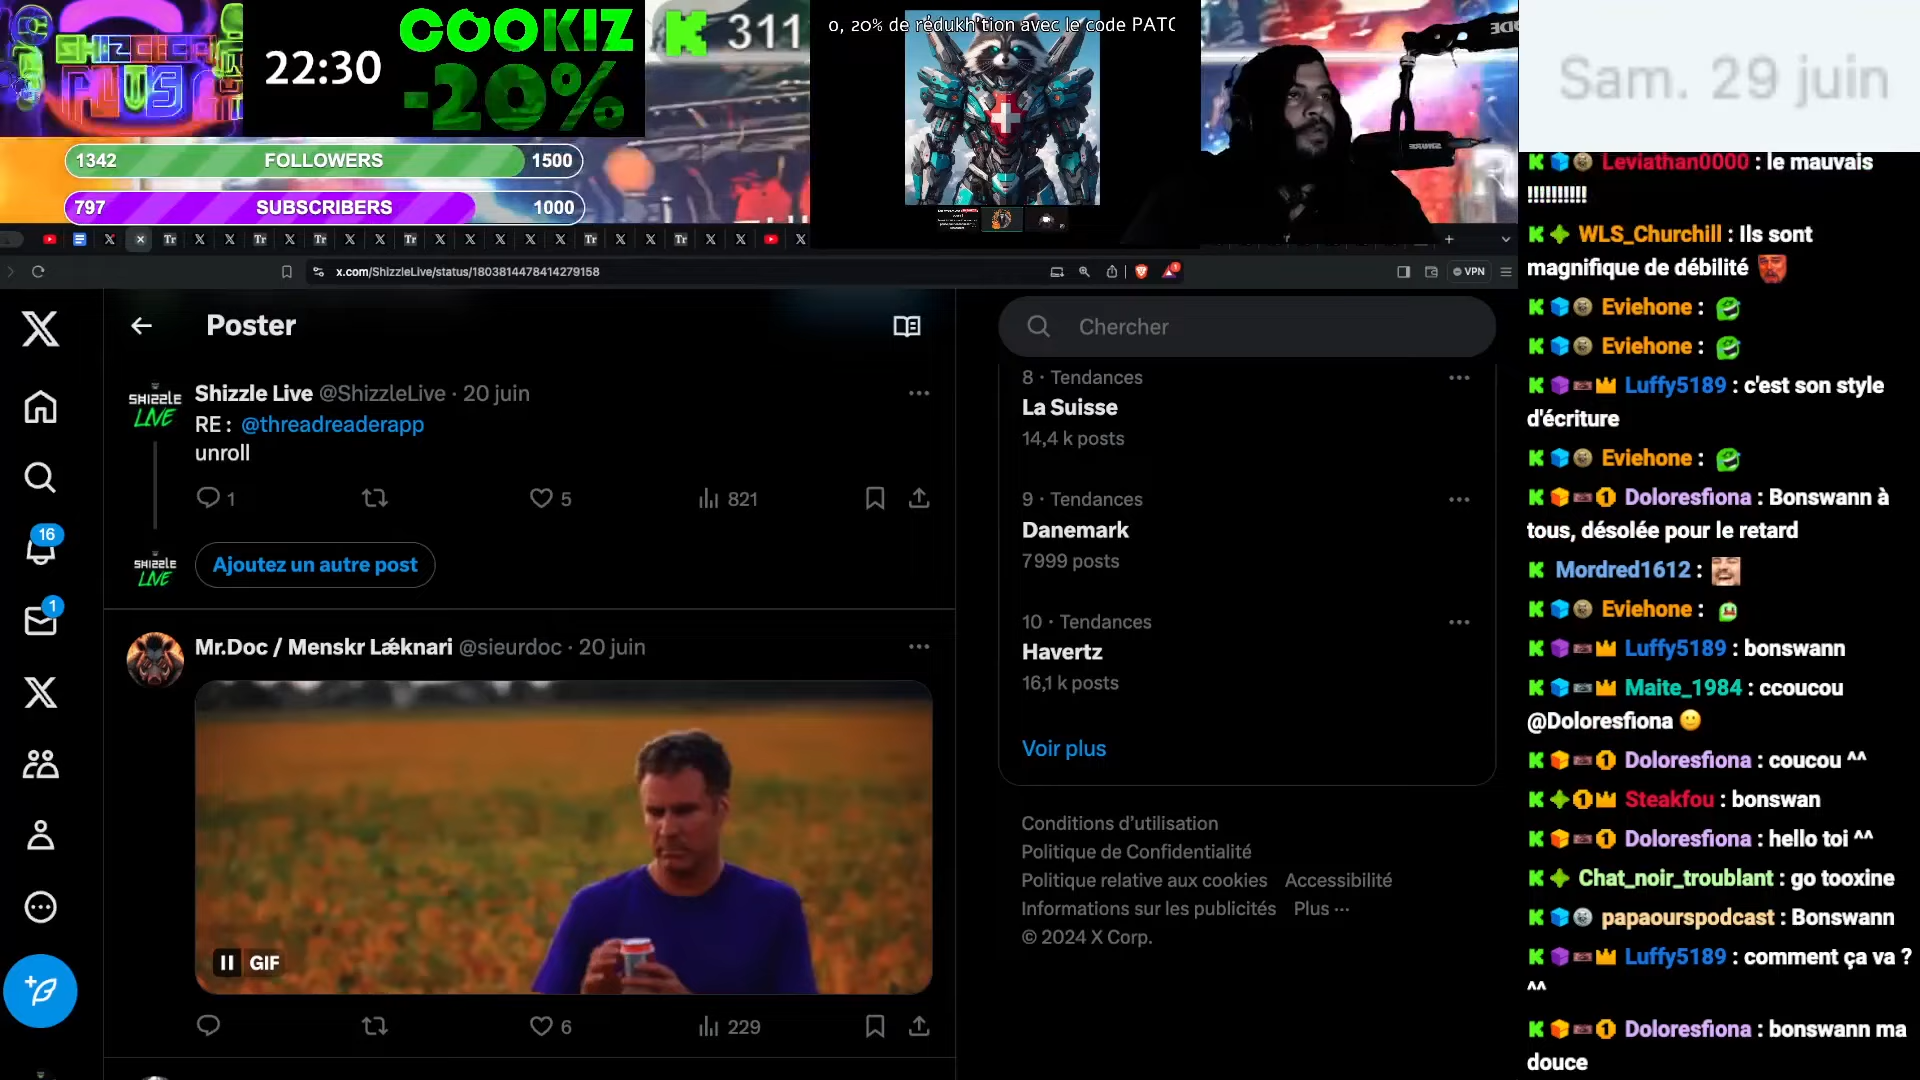 SHIZCICA
PLUS
22:30
COOKIZ
-20%
311
1342 FOLLOWERS 1500
797 SUBSCRIBERS 1000
o, 20% de rédukh'tion avec le code PATC
Sam. 29 juin
x.com/ShizzleLive/status/1803814478414279158
VPN
Poster
Shizzle Live @ShizzleLive · 20 juin
RE : @threadreaderapp
unroll
1
5
821
SHIZZLE
LIVE
Ajoutez un autre post
16
1
Mr.Doc / Menskr Lǽknari @sieurdoc · 20 juin
GIF
6
229
Chercher
8 · Tendances
La Suisse
14,4 k posts
9 · Tendances
Danemark
7 999 posts
10 · Tendances
Havertz
16,1 k posts
Voir plus
Conditions d'utilisation
Politique de Confidentialité
Politique relative aux cookies Accessibilité
Informations sur les publicités Plus ···
© 2024 X Corp.
Leviathan0000 : le mauvais
!!!!!!!!!!
WLS_Churchill : Ils sont
magnifique de débilité
Eviehone :
Eviehone :
Luffy5189 : c'est son style
d'écriture
Eviehone :
Doloresfiona : Bonswann à
tous, désolée pour le retard
Mordred1612 :
Eviehone :
Luffy5189 : bonswann
Maite_1984 : ccoucou
@Doloresfiona
Doloresfiona : coucou ^^
Steakfou : bonswan
Doloresfiona : hello toi ^^
Chat_noir_troublant : go tooxine
papaourspodcast : Bonswann
Luffy5189 : comment ça va ?
^^
Doloresfiona : bonswann ma
douce